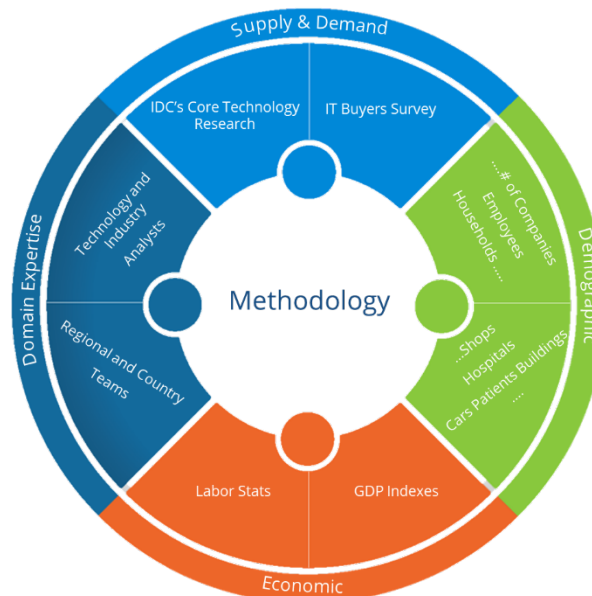 Supply & Demand
IDC's Core Technology
Research
IT Buyers Survey
Technology and
Industry
Analysts
....# of Companies
Employees
Households .....
Domain Expertise
Methodology
Demographic
Regional and Country
Teams
...Shops
Hospitals
Cars Patients Buildings
....
Labor Stats
GDP Indexes
Economic